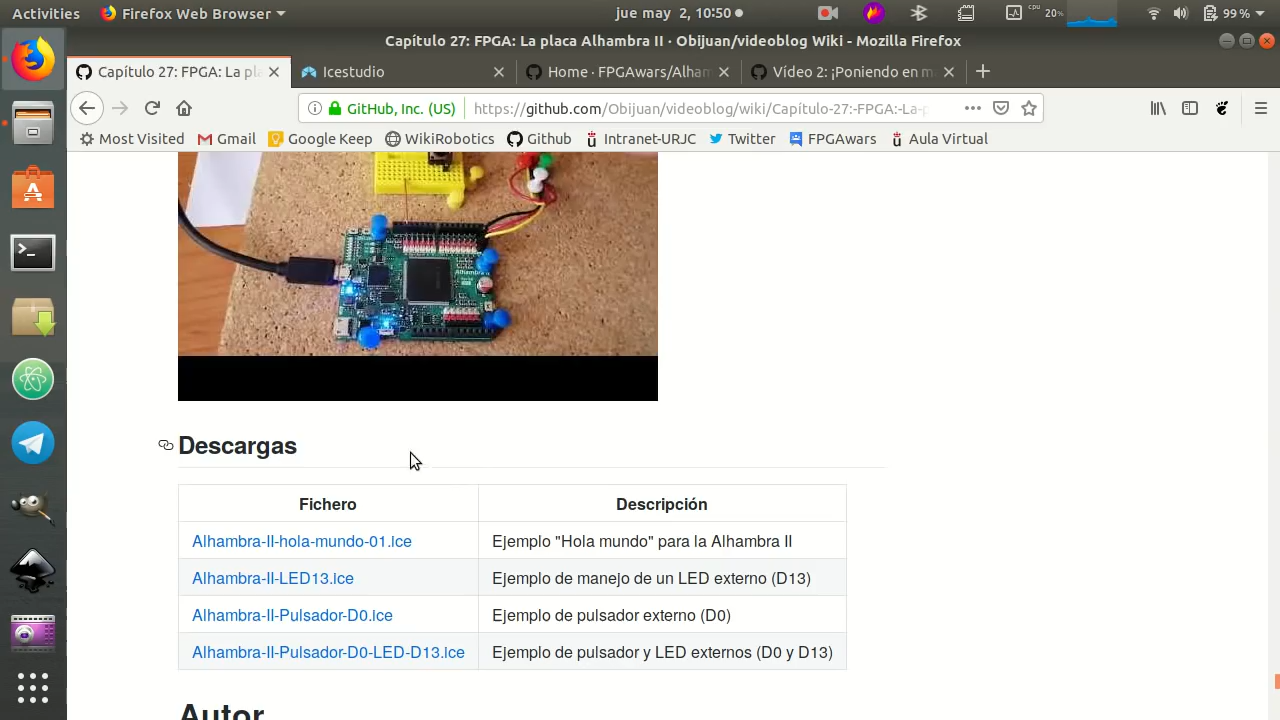 Activities Firefox Web Browser jue may 2, 10:50 cpu 20% 99 %
Capítulo 27: FPGA: La placa Alhambra II · Obijuan/videoblog Wiki - Mozilla Firefox
Capítulo 27: FPGA: La pla Icestudio Home · FPGAwars/Alham Vídeo 2: ¡Poniendo en m
GitHub, Inc. (US) https://github.com/Obijuan/videoblog/wiki/Capítulo-27:-FPGA:-La-p
Most Visited Gmail Google Keep WikiRobotics Github Intranet-URJC Twitter FPGAwars Aula Virtual
Alhambra
Descargas
Fichero Descripción
Alhambra-II-hola-mundo-01.ice Ejemplo "Hola mundo" para la Alhambra II
Alhambra-II-LED13.ice Ejemplo de manejo de un LED externo (D13)
Alhambra-II-Pulsador-D0.ice Ejemplo de pulsador externo (D0)
Alhambra-II-Pulsador-D0-LED-D13.ice Ejemplo de pulsador y LED externos (D0 y D13)
Autor